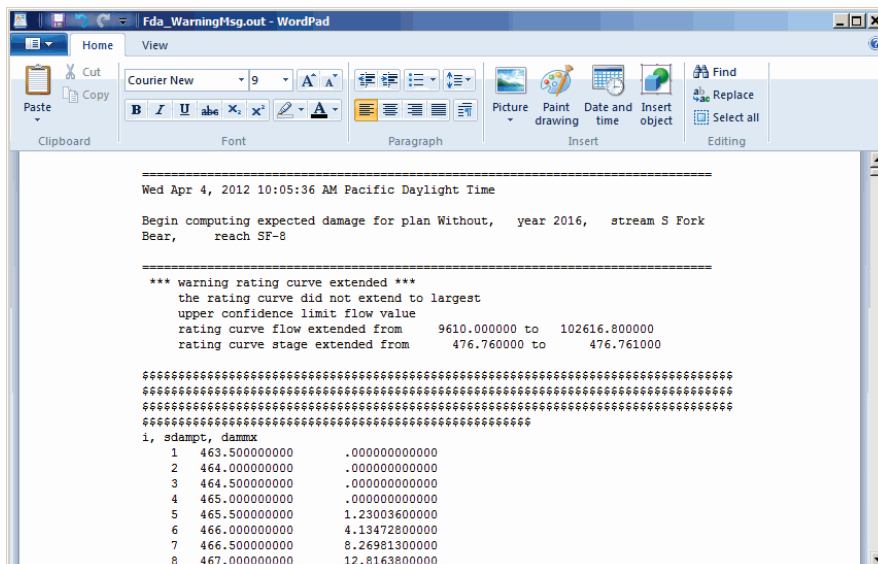 Fda_WarningMsg.out - WordPad
Home View
Cut
Copy
Paste
Clipboard
Courier New 9 A A
B I U abc X₂ X² A
Font
Paragraph
Picture Paint drawing Date and time Insert object
Insert
Find
Replace
Select all
Editing
==============================================================================
Wed Apr 4, 2012 10:05:36 AM Pacific Daylight Time
Begin computing expected damage for plan Without, year 2016, stream S Fork
Bear, reach SF-8
==============================================================================
*** warning rating curve extended ***
the rating curve did not extend to largest
upper confidence limit flow value
rating curve flow extended from 9610.000000 to 102616.800000
rating curve stage extended from 476.760000 to 476.761000
$$$$$$$$$$$$$$$$$$$$$$$$$$$$$$$$$$$$$$$$$$$$$$$$$$$$$$$$$$$$$$$$$$$$$$$$$$$$$$$$$
$$$$$$$$$$$$$$$$$$$$$$$$$$$$$$$$$$$$$$$$$$$$$$$$$$$$$$$$$$$$$$$$$$$$$$$$$$$$$$$$$
$$$$$$$$$$$$$$$$$$$$$$$$$$$$$$$$$$$$$$$$$$$$$$$$$$$$$$$$$$$$$$$$$$$$$$$$$$$$$$$$$
$$$$$$$$$$$$$$$$$$$$$$$$$$$$$$$$$$$$$$$$$$$$$$$$$$$$$
i, sdampt, dammx
1 463.500000000 .000000000000
2 464.000000000 .000000000000
3 464.500000000 .000000000000
4 465.000000000 .000000000000
5 465.500000000 1.23003600000
6 466.000000000 4.13472800000
7 466.500000000 8.26981300000
8 467.000000000 12.8163800000